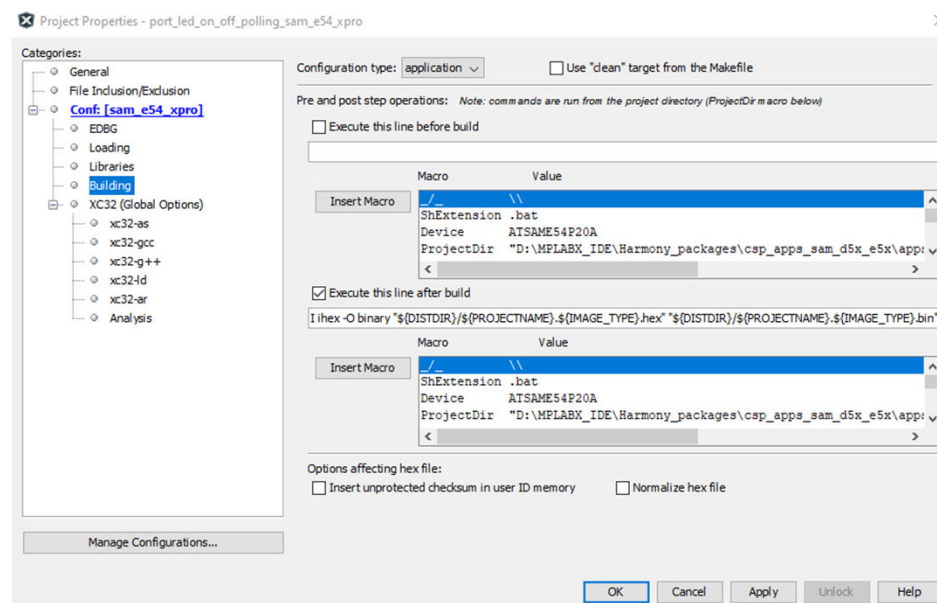 Project Properties - port_led_on_off_polling_sam_e54_xpro
Categories:
General
File Inclusion/Exclusion
Conf: [sam_e54_xpro]
EDBG
Loading
Libraries
Building
XC32 (Global Options)
xc32-as
xc32-gcc
xc32-g++
xc32-ld
xc32-ar
Analysis
Manage Configurations...
Configuration type: application
Use "clean" target from the Makefile
Pre and post step operations: Note: commands are run from the project directory (ProjectDir macro below)
Execute this line before build
Macro Value
Insert Macro
_/_ \\
ShExtension .bat
Device ATSAME54P20A
ProjectDir "D:\MPLABX_IDE\Harmony_packages\csp_apps_sam_d5x_e5x\apps
Execute this line after build
I ihex -O binary "${DISTDIR}/${PROJECTNAME}.${IMAGE_TYPE}.hex" "${DISTDIR}/${PROJECTNAME}.${IMAGE_TYPE}.bin"
Macro Value
Insert Macro
_/_ \\
ShExtension .bat
Device ATSAME54P20A
ProjectDir "D:\MPLABX_IDE\Harmony_packages\csp_apps_sam_d5x_e5x\apps
Options affecting hex file:
Insert unprotected checksum in user ID memory
Normalize hex file
OK Cancel Apply Unlock Help